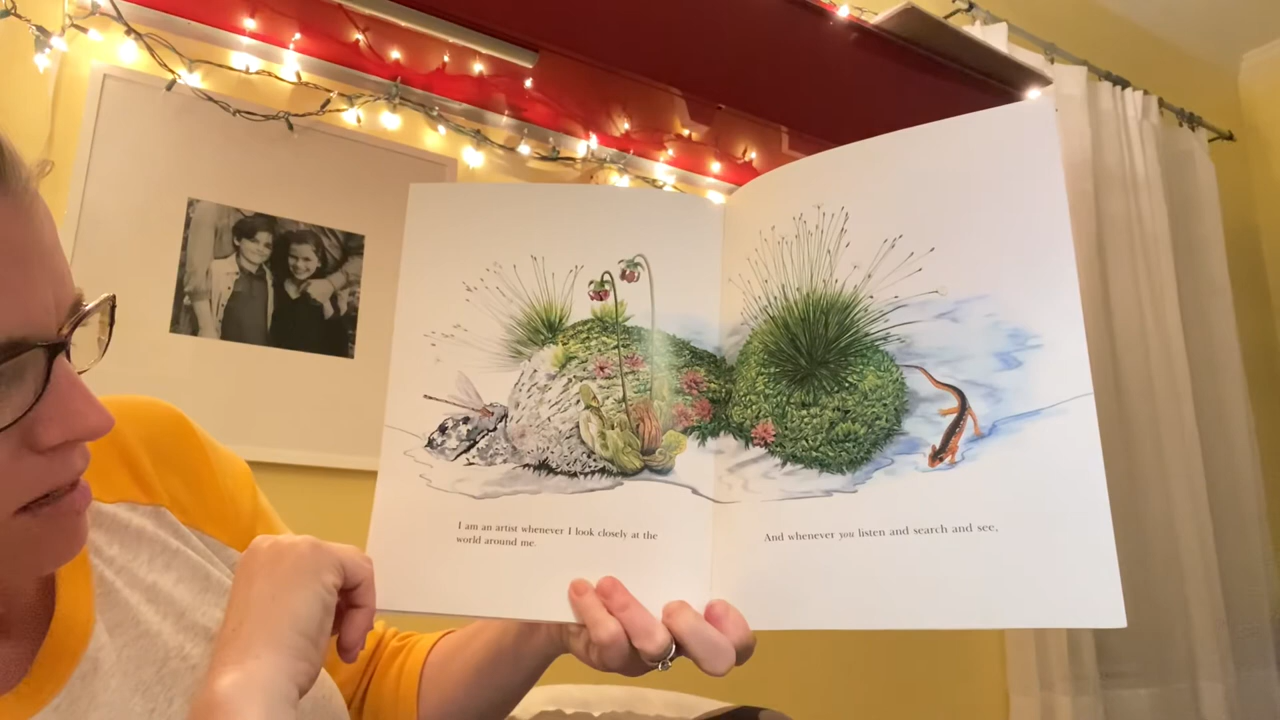 I am an artist whenever I look closely at the
world around me.
And whenever you listen and search and see,